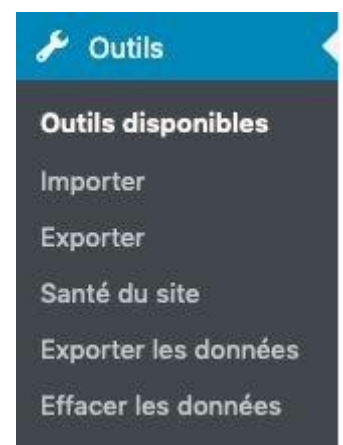 Outils
Outils disponibles
Importer
Exporter
Santé du site
Exporter les données
Effacer les données